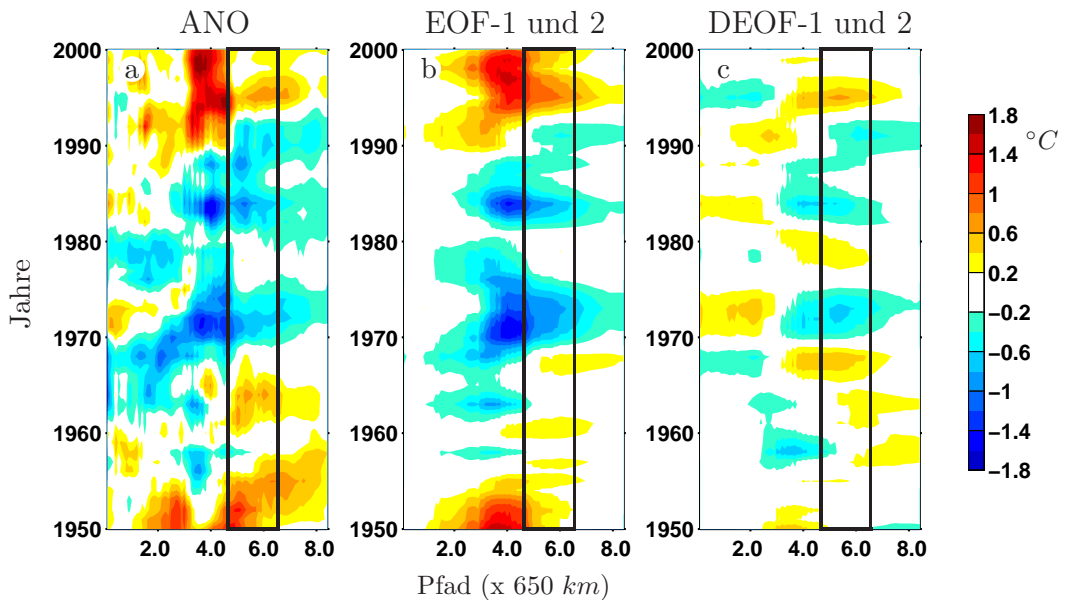 ANO EOF-1 und 2 DEOF-1 und 2
a b c
2000 2000 2000
1990 1990 1990
1980 1980 1980
1970 1970 1970
1960 1960 1960
1950 1950 1950
2.0 4.0 6.0 8.0 2.0 4.0 6.0 8.0 2.0 4.0 6.0 8.0
Jahre
Pfad (x 650 km)
°C
1.8
1.4
1
0.6
0.2
−0.2
−0.6
−1
−1.4
−1.8